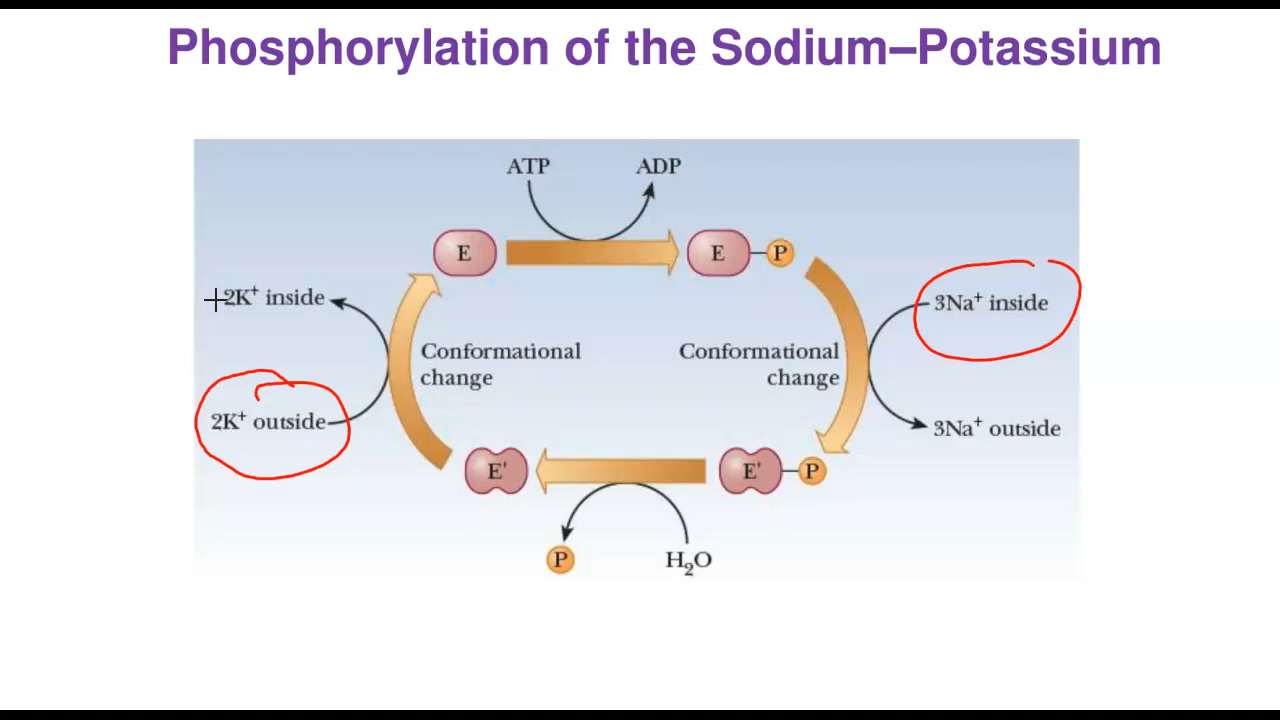 Phosphorylation of the Sodium–Potassium
ATP
ADP
E
E
P
2K⁺ inside
3Na⁺ inside
Conformational
change
Conformational
change
2K⁺ outside
3Na⁺ outside
E'
E'
P
P
H₂O